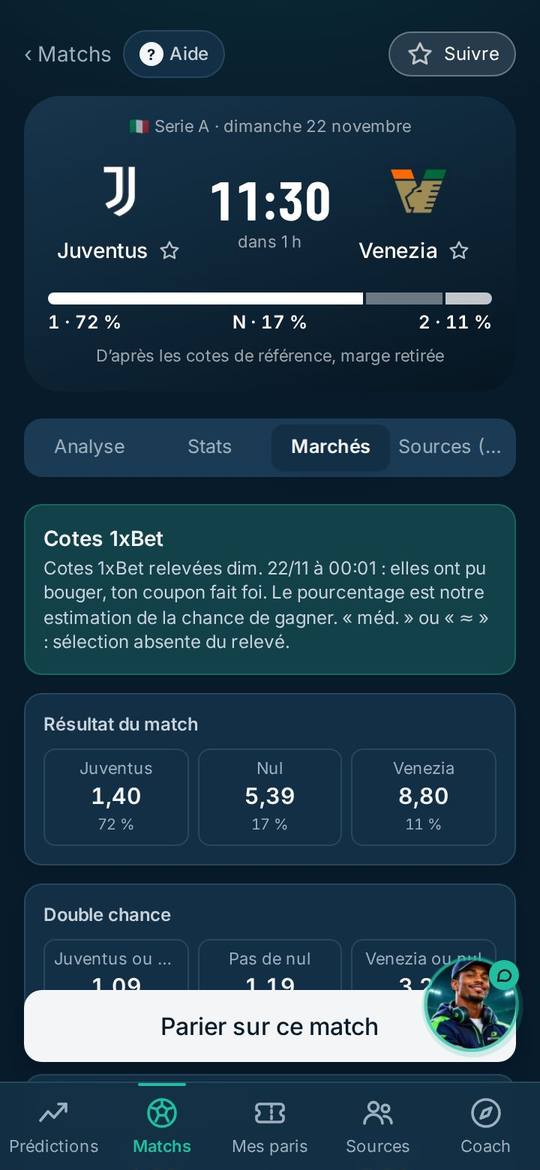 ‹ Matchs
? Aide
Suivre
Serie A · dimanche 22 novembre
11:30
dans 1 h
Juventus
Venezia
1 · 72 %
N · 17 %
2 · 11 %
D’après les cotes de référence, marge retirée
Analyse
Stats
Marchés
Sources (...
Cotes 1xBet
Cotes 1xBet relevées dim. 22/11 à 00:01 : elles ont pu
bouger, ton coupon fait foi. Le pourcentage est notre
estimation de la chance de gagner. « méd. » ou « ≈ »
: sélection absente du relevé.
Résultat du match
Juventus
Nul
Venezia
1,40
5,39
8,80
72 %
17 %
11 %
Double chance
Juventus ou ...
Pas de nul
Venezia ou nul
1,09
1,19
Parier sur ce match
Prédictions
Matchs
Mes paris
Sources
Coach